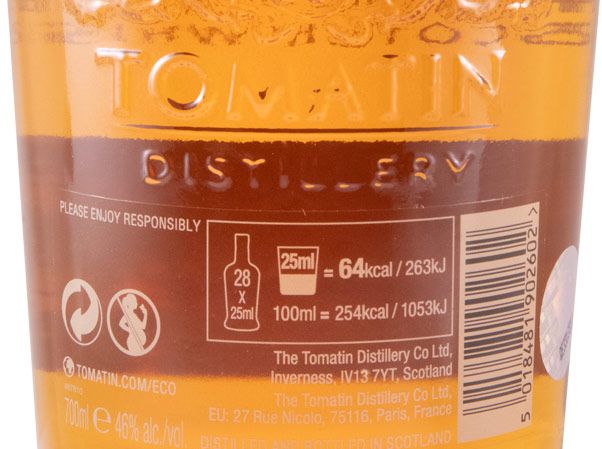 TOMATIN
DISTILLERY
PLEASE ENJOY RESPONSIBLY
28
X
25ml
25ml = 64kcal / 263kJ
100ml = 254kcal / 1053kJ
The Tomatin Distillery Co Ltd,
Inverness, IV13 7YT, Scotland
TOMATIN.COM/ECO
The Tomatin Distillery Co Ltd,
EU: 27 Rue Nicolo, 75116, Paris, France
700ml e 46% alc./vol.
DISTILLED AND BOTTLED IN SCOTLAND
5 018481 902602 >